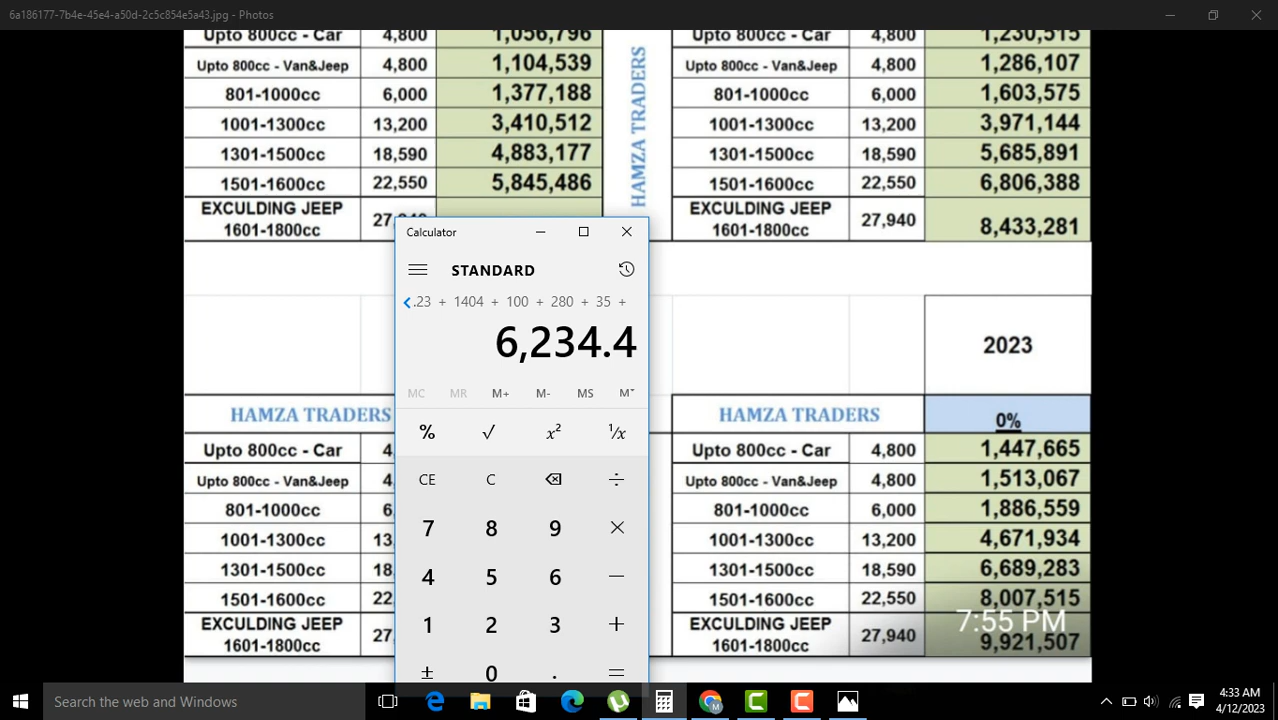 6a186177-7b4e-45e4-a50d-2c5c854e5a43.jpg - Photos
Upto 800cc - Car 4,800 1,056,796
Upto 800cc - Van&Jeep 4,800 1,104,539
801-1000cc 6,000 1,377,188
1001-1300cc 13,200 3,410,512
1301-1500cc 18,590 4,883,177
1501-1600cc 22,550 5,845,486
EXCULDING JEEP
1601-1800cc
HAMZA TRADERS
Upto 800cc - Car 4,800 1,230,515
Upto 800cc - Van&Jeep 4,800 1,286,107
801-1000cc 6,000 1,603,575
1001-1300cc 13,200 3,971,144
1301-1500cc 18,590 5,685,891
1501-1600cc 22,550 6,806,388
EXCULDING JEEP 27,940 8,433,281
1601-1800cc
Calculator
STANDARD
.23 + 1404 + 100 + 280 + 35 +
6,234.4
MC MR M+ M- MS M˅
% √ x² ¹/x
CE C ÷
7 8 9 ×
4 5 6 −
1 2 3 +
± 0 . =
HAMZA TRADERS
Upto 800cc - Car
Upto 800cc - Van&Jeep
801-1000cc
1001-1300cc
1301-1500cc
1501-1600cc
EXCULDING JEEP
1601-1800cc
2023
HAMZA TRADERS 0%
Upto 800cc - Car 4,800 1,447,665
Upto 800cc - Van&Jeep 4,800 1,513,067
801-1000cc 6,000 1,886,559
1001-1300cc 13,200 4,671,934
1301-1500cc 18,590 6,689,283
1501-1600cc 22,550 8,007,515
EXCULDING JEEP 27,940 9,921,507
1601-1800cc
7:55 PM
Search the web and Windows
4:33 AM
4/12/2023